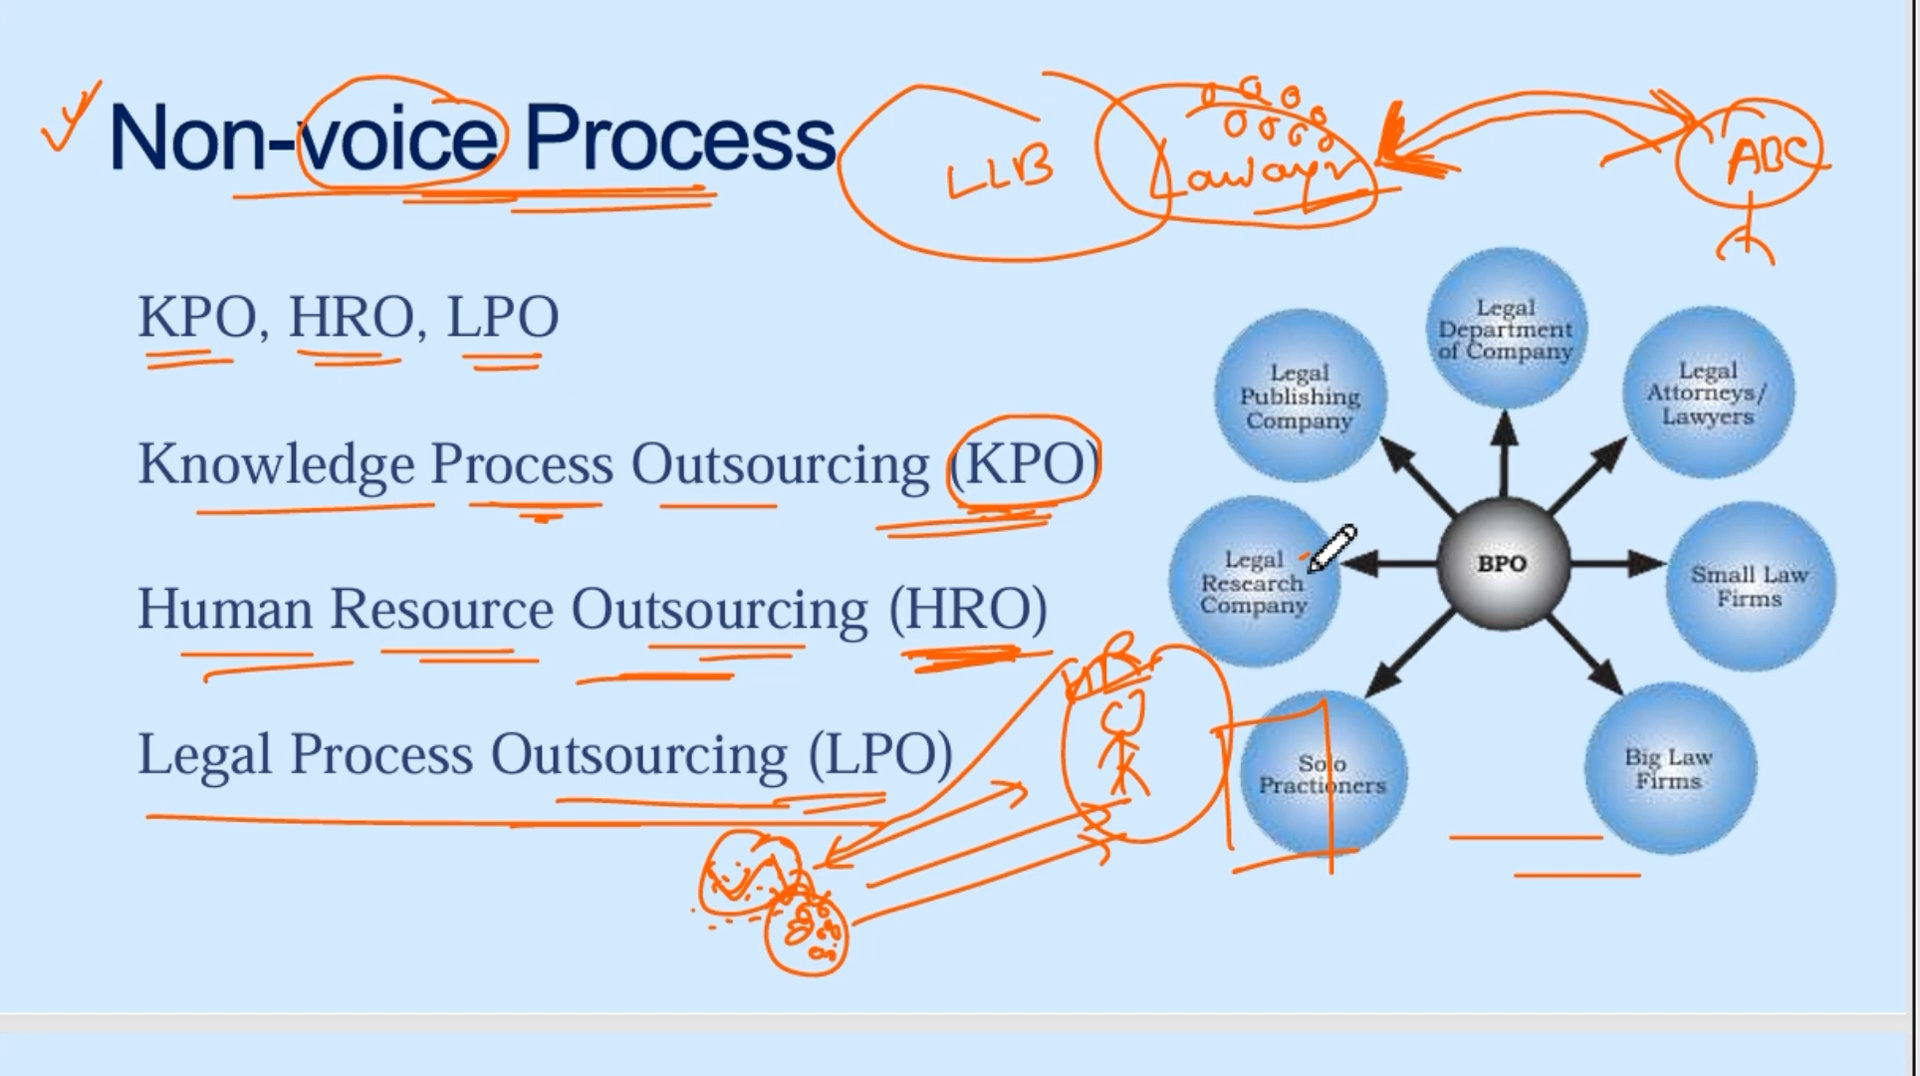 Non-voice Process
LLB
Lawayr
ABC
KPO, HRO, LPO
Knowledge Process Outsourcing (KPO)
Human Resource Outsourcing (HRO)
Legal Process Outsourcing (LPO)
HR
Legal
Department
of Company
Legal
Publishing
Company
Legal
Attorneys/
Lawyers
Legal
Research
Company
BPO
Small Law
Firms
Solo
Practioners
Big Law
Firms